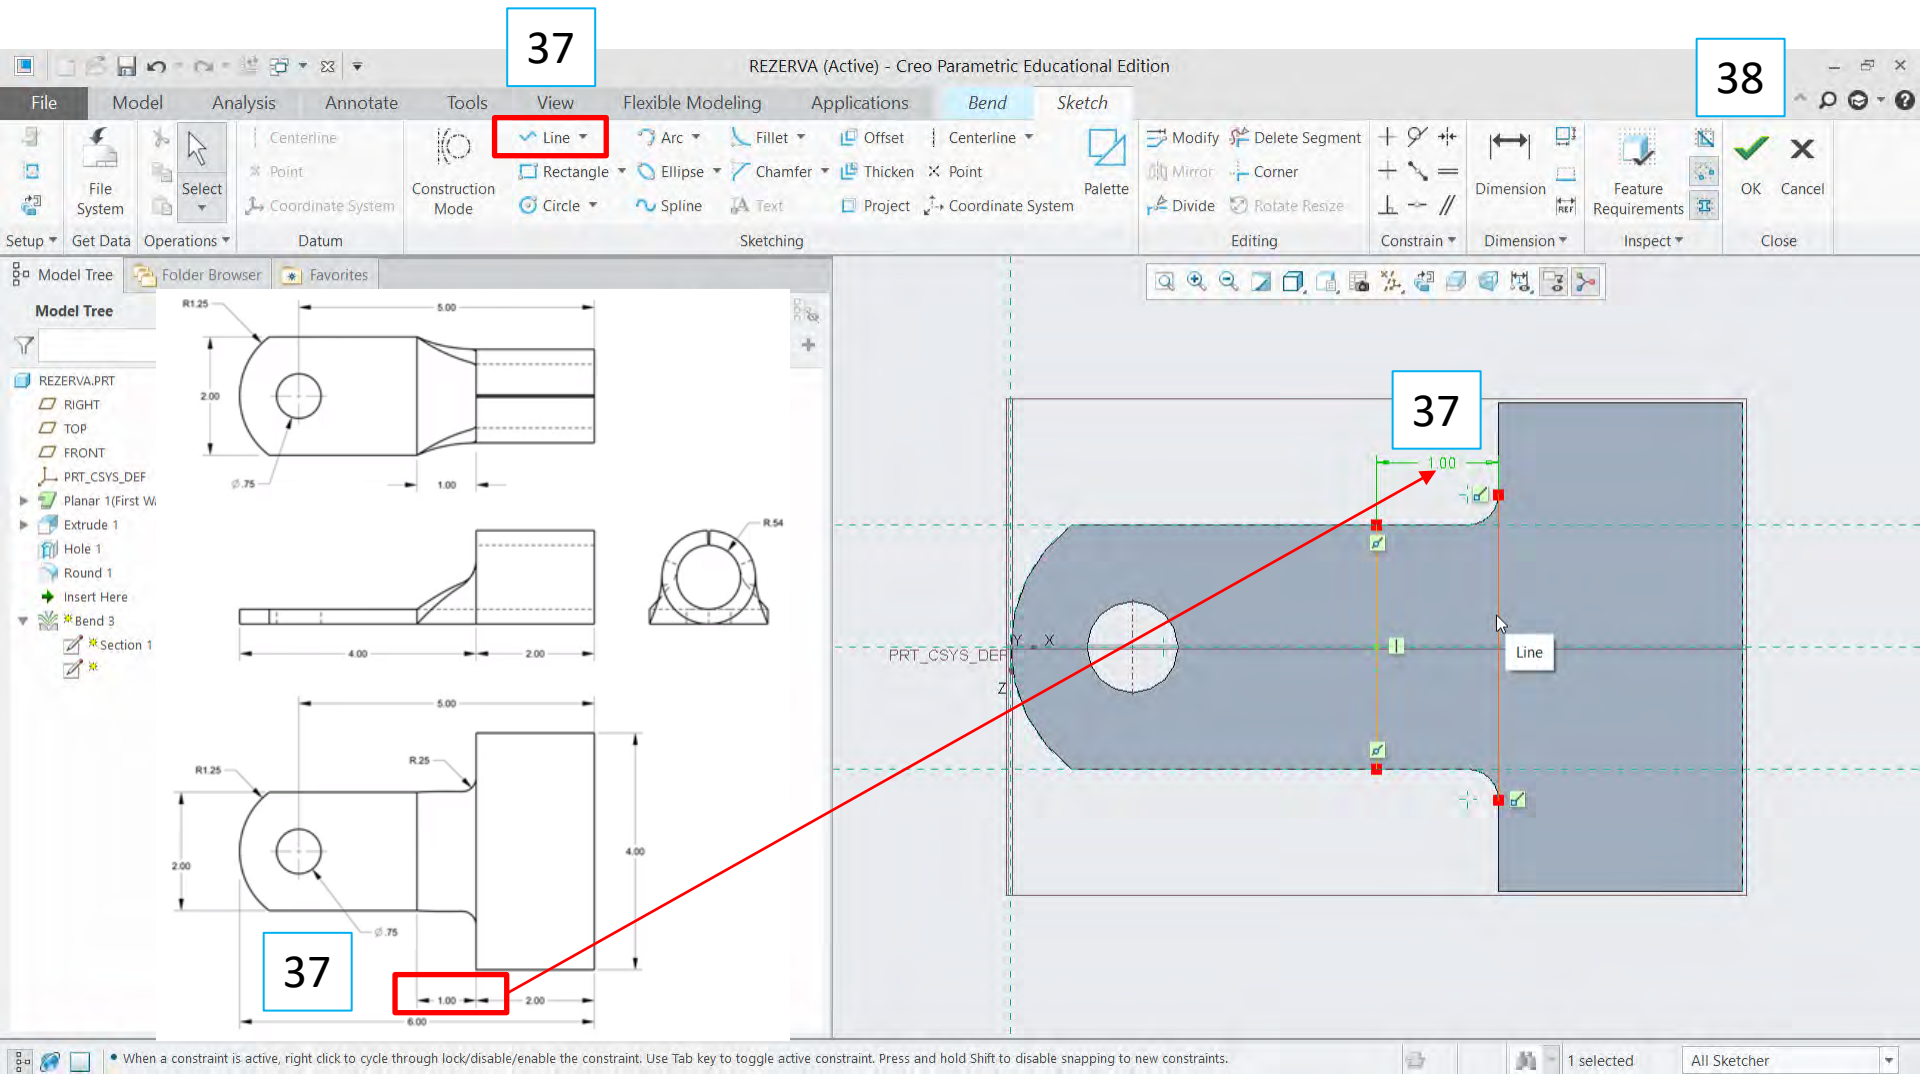 37
38
REZERVA (Active) - Creo Parametric Educational Edition
File Model Analysis Annotate Tools View Flexible Modeling Applications Bend Sketch
Centerline Line Arc Fillet Offset Centerline Modify Delete Segment
Point Rectangle Ellipse Chamfer Thicken Point Mirror Corner
File System Select Coordinate System Construction Mode Circle Spline Text Project Coordinate System Palette Divide Rotate Resize Dimension REF Feature Requirements OK Cancel
Setup Get Data Operations Datum Sketching Editing Constrain Dimension Inspect Close
Model Tree Folder Browser Favorites
Model Tree
REZERVA.PRT
RIGHT
TOP
FRONT
PRT_CSYS_DEF
Planar 1(First Wa
Extrude 1
Hole 1
Round 1
Insert Here
Bend 3
Section 1
R1.25
5.00
2.00
Ø.75
1.00
R.54
4.00
2.00
5.00
R1.25
R.25
2.00
4.00
Ø.75
37
1.00
2.00
6.00
37
1.00
Y X
PRT_CSYS_DEF
Z
Line
When a constraint is active, right click to cycle through lock/disable/enable the constraint. Use Tab key to toggle active constraint. Press and hold Shift to disable snapping to new constraints.
1 selected
All Sketcher